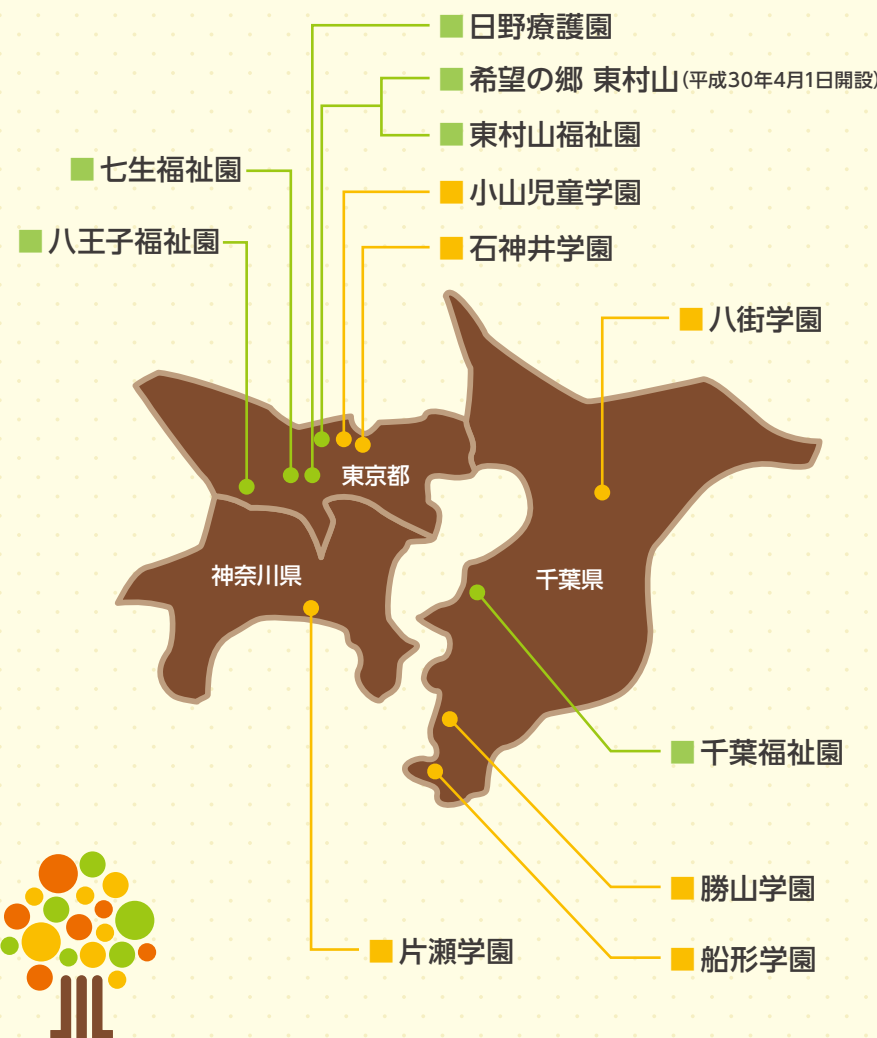 日野療護園
希望の郷 東村山(平成30年4月1日開設)
東村山福祉園
七生福祉園
小山児童学園
八王子福祉園
石神井学園
八街学園
東京都
神奈川県
千葉県
千葉福祉園
勝山学園
片瀬学園
船形学園